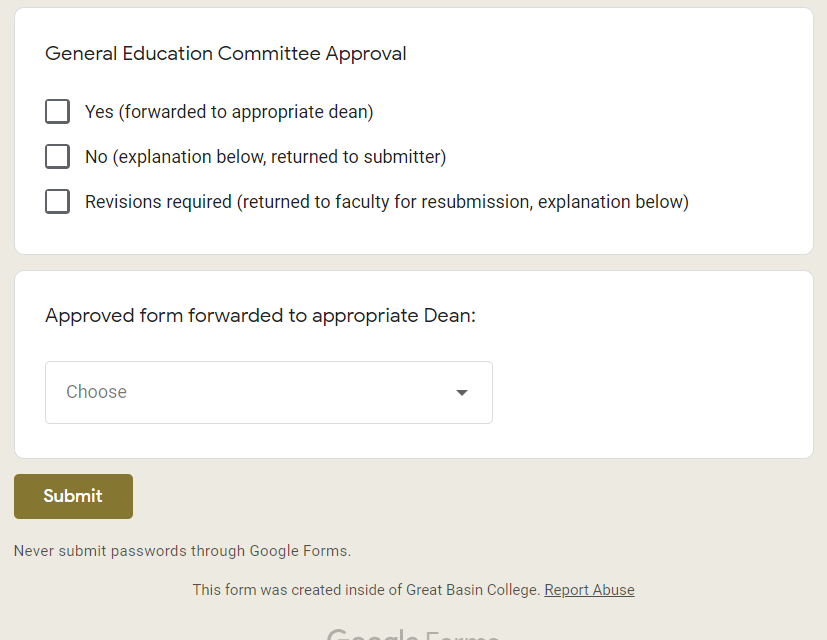 General Education Committee Approval
Yes (forwarded to appropriate dean)
No (explanation below, returned to submitter)
Revisions required (returned to faculty for resubmission, explanation below)
Approved form forwarded to appropriate Dean:
Choose
Submit
Never submit passwords through Google Forms.
This form was created inside of Great Basin College. Report Abuse
Google Forms